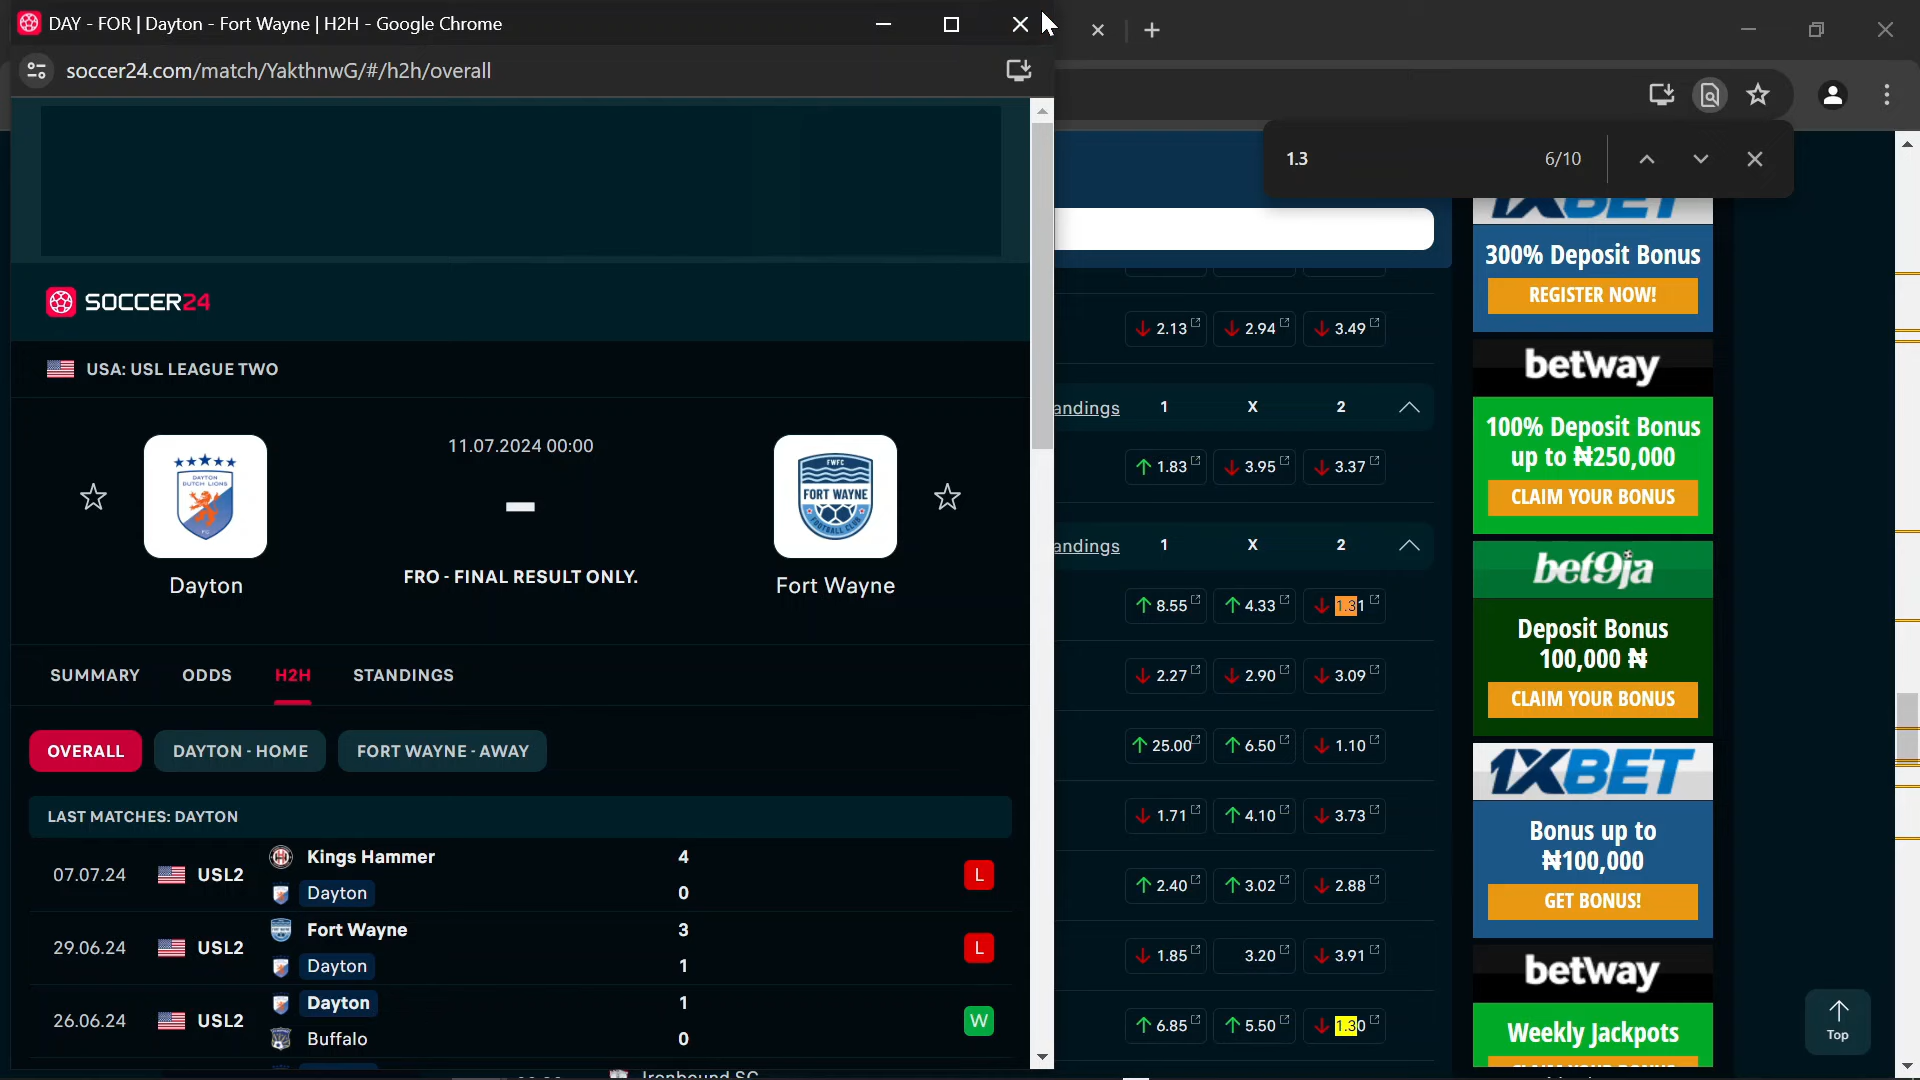 DAY - FOR | Dayton - Fort Wayne | H2H - Google Chrome
soccer24.com/match/YakthnwG/#/h2h/overall
SOCCER24
USA: USL LEAGUE TWO
11.07.2024 00:00
-
FRO - FINAL RESULT ONLY.
Dayton
Fort Wayne
SUMMARY ODDS H2H STANDINGS
OVERALL DAYTON - HOME FORT WAYNE - AWAY
LAST MATCHES: DAYTON
07.07.24 USL2 Kings Hammer 4 L
Dayton 0
29.06.24 USL2 Fort Wayne 3 L
Dayton 1
26.06.24 USL2 Dayton 1 W
Buffalo 0
1.3 6/10
2.13 2.94 3.49
andings 1 X 2
1.83 3.95 3.37
andings 1 X 2
8.55 4.33 1.31
2.27 2.90 3.09
25.00 6.50 1.10
1.71 4.10 3.73
2.40 3.02 2.88
1.85 3.20 3.91
6.85 5.50 1.30
1XBET
300% Deposit Bonus
REGISTER NOW!
betway
100% Deposit Bonus
up to ₦250,000
CLAIM YOUR BONUS
bet9ja
Deposit Bonus
100,000 ₦
CLAIM YOUR BONUS
1XBET
Bonus up to
₦100,000
GET BONUS!
betway
Weekly Jackpots
Top